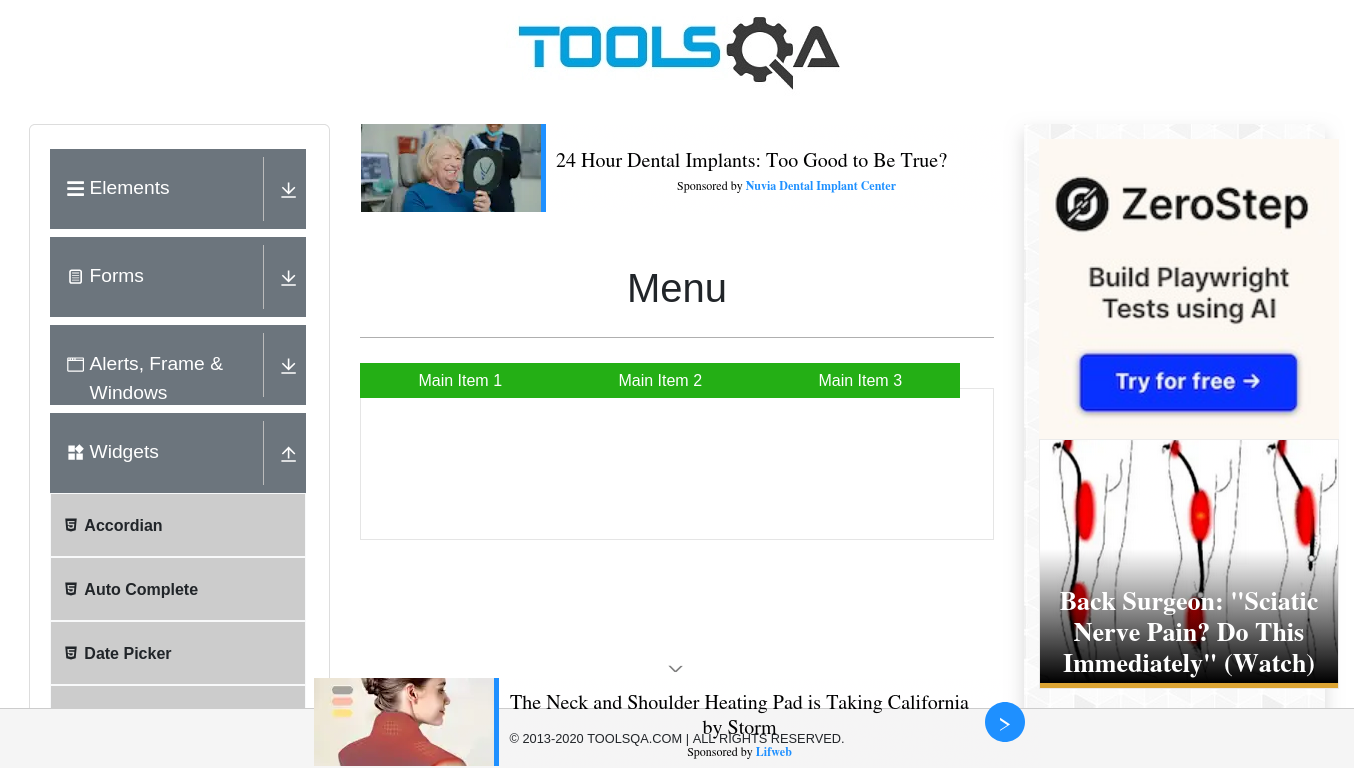 TOOLSQA
Elements
Forms
Alerts, Frame &
Windows
Widgets
Accordian
Auto Complete
Date Picker
24 Hour Dental Implants: Too Good to Be True?
Sponsored by Nuvia Dental Implant Center
Menu
Main Item 1
Main Item 2
Main Item 3
ZeroStep
Build Playwright
Tests using AI
Try for free →
Back Surgeon: "Sciatic
Nerve Pain? Do This
Immediately" (Watch)
The Neck and Shoulder Heating Pad is Taking California
by Storm
© 2013-2020 TOOLSQA.COM | ALL RIGHTS RESERVED.
Sponsored by Lifweb